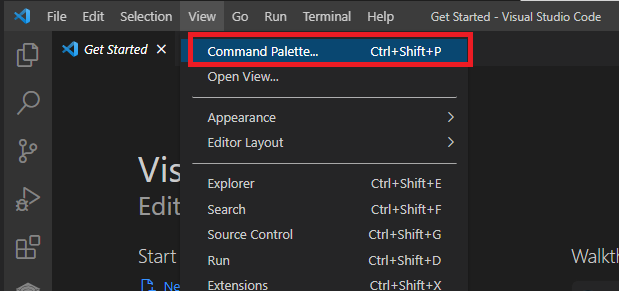 File Edit Selection View Go Run Terminal Help Get Started - Visual Studio Code
Get Started
Command Palette... Ctrl+Shift+P
Open View...
Appearance
Editor Layout
Explorer Ctrl+Shift+E
Search Ctrl+Shift+F
Source Control Ctrl+Shift+G
Run Ctrl+Shift+D
Extensions Ctrl+Shift+X
Vis
Edit
Start
Ne
Walkth